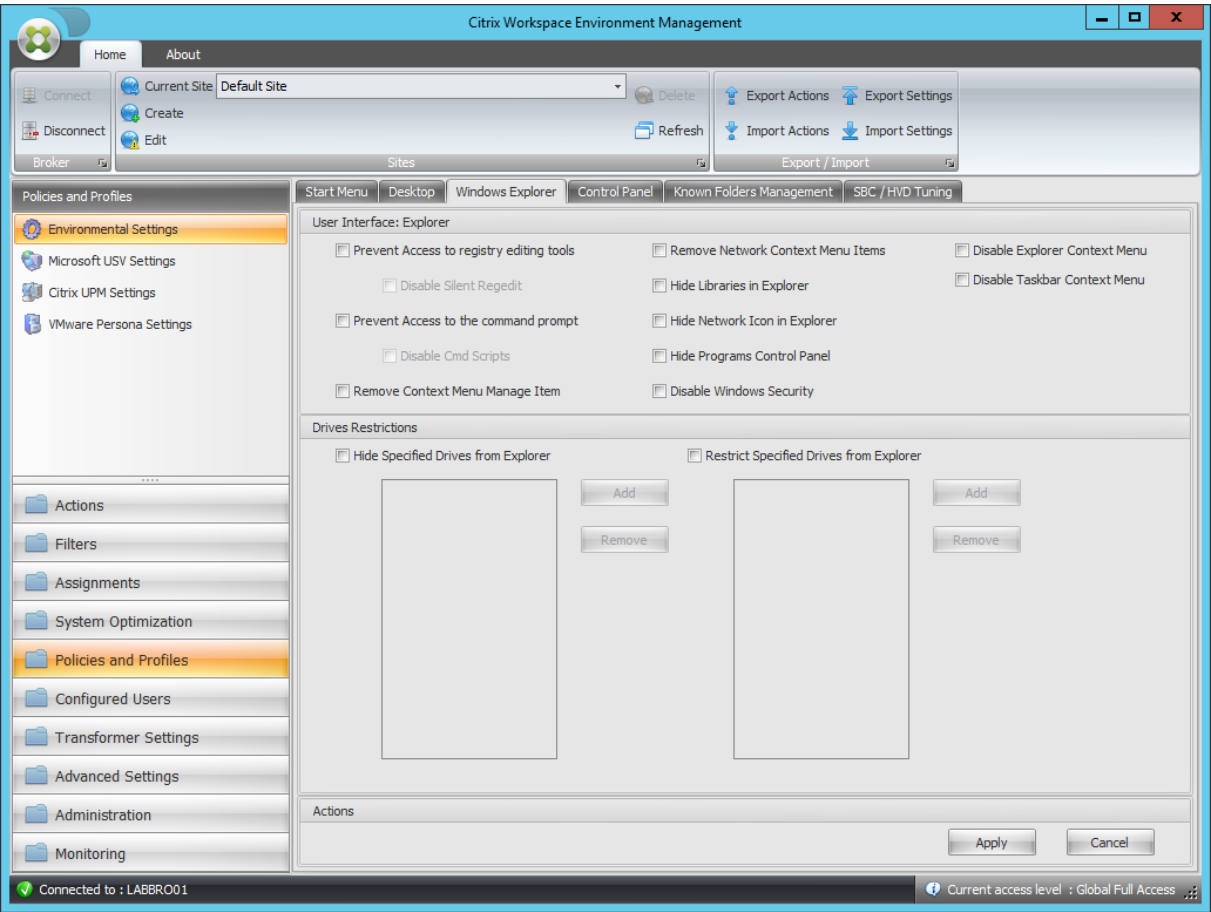 Citrix Workspace Environment Management
Home About
Connect
Disconnect
Broker
Current Site Default Site
Create
Edit
Delete
Refresh
Sites
Export Actions Export Settings
Import Actions Import Settings
Export / Import
Policies and Profiles
Environmental Settings
Microsoft USV Settings
Citrix UPM Settings
VMware Persona Settings
Actions
Filters
Assignments
System Optimization
Policies and Profiles
Configured Users
Transformer Settings
Advanced Settings
Administration
Monitoring
Start Menu Desktop Windows Explorer Control Panel Known Folders Management SBC / HVD Tuning
User Interface: Explorer
Prevent Access to registry editing tools
Disable Silent Regedit
Prevent Access to the command prompt
Disable Cmd Scripts
Remove Context Menu Manage Item
Remove Network Context Menu Items
Hide Libraries in Explorer
Hide Network Icon in Explorer
Hide Programs Control Panel
Disable Windows Security
Disable Explorer Context Menu
Disable Taskbar Context Menu
Drives Restrictions
Hide Specified Drives from Explorer
Add
Remove
Restrict Specified Drives from Explorer
Add
Remove
Actions
Apply Cancel
Connected to : LABBRO01
Current access level : Global Full Access